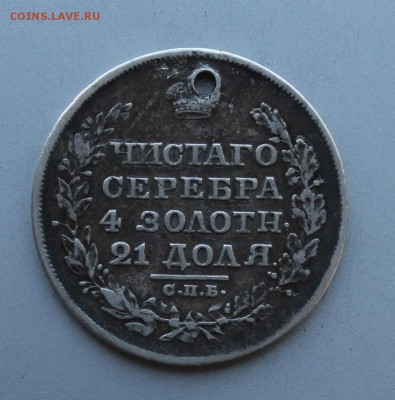 COINS.LAVE.RU
ЧИСТАГО
СЕРЕБРА
4 ЗОЛОТН.
21 ДОЛЯ.
С.П.Б.